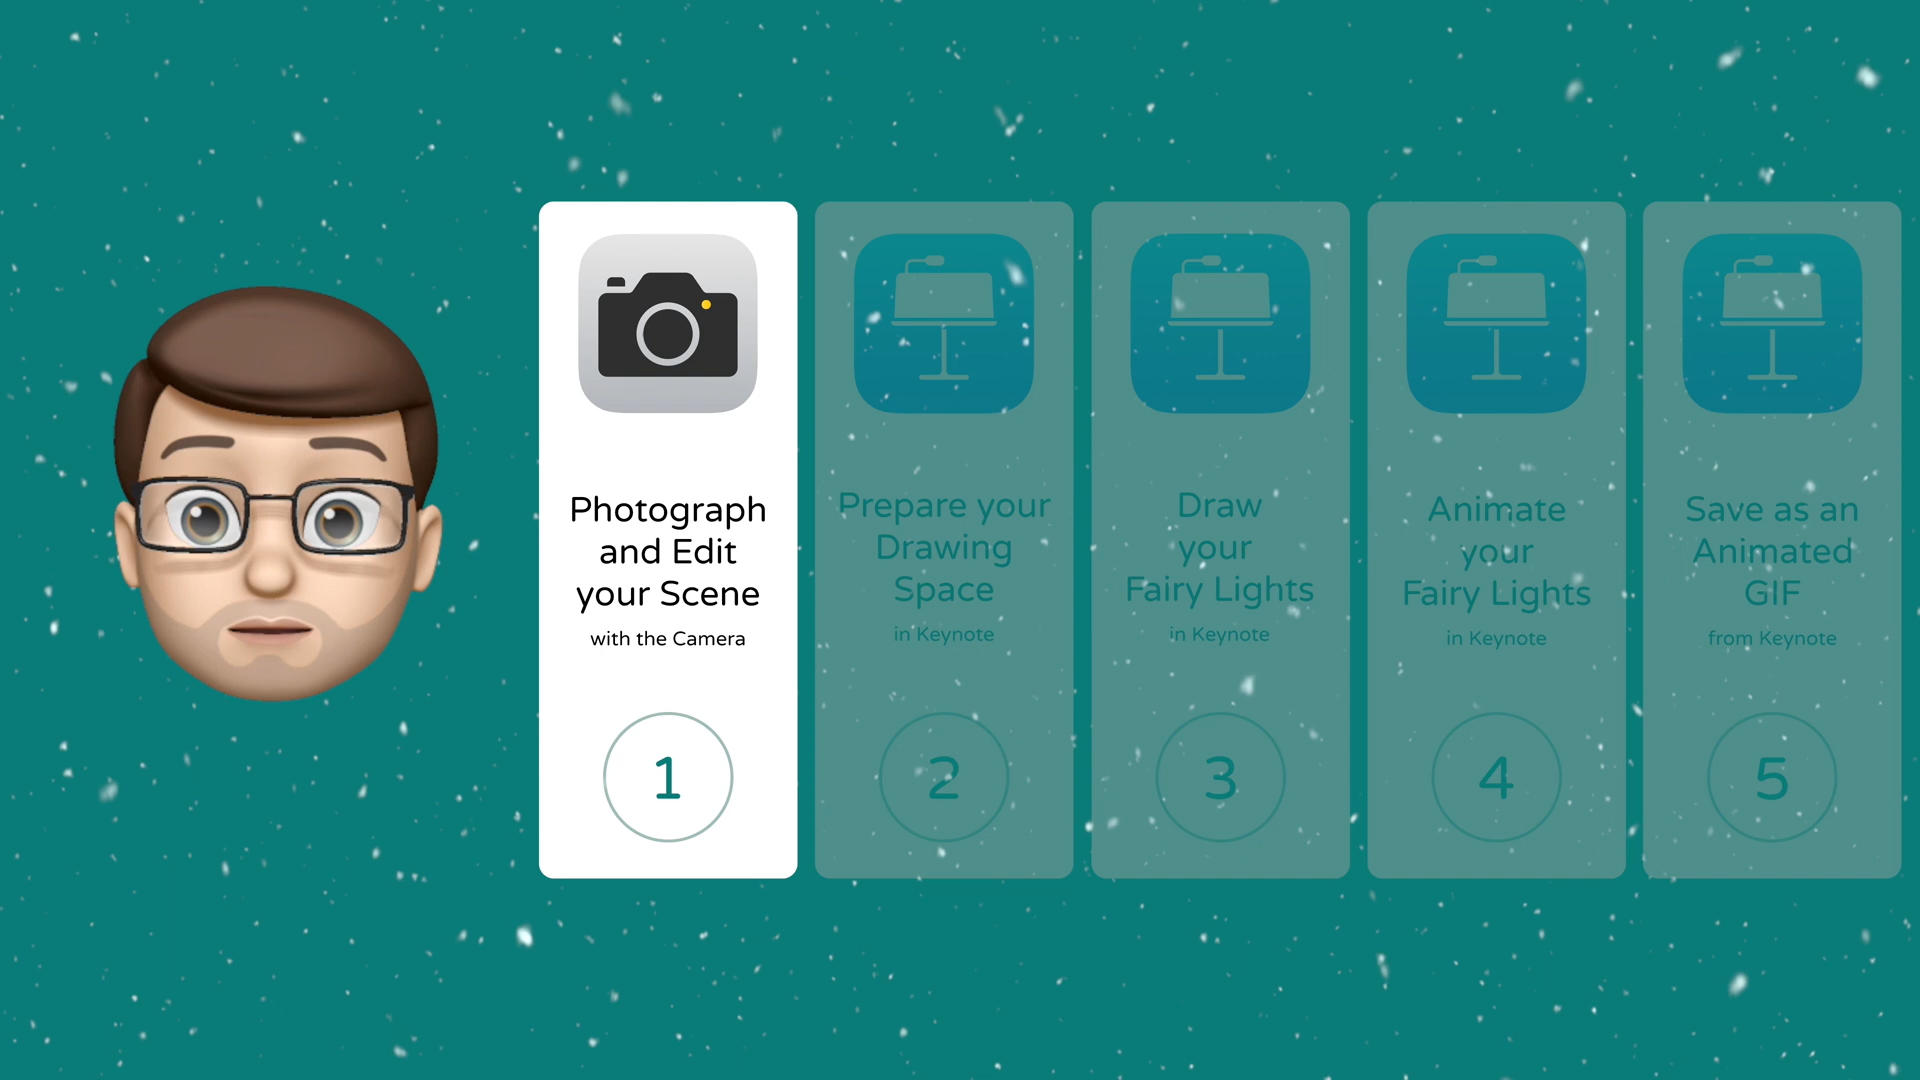 Photograph
and Edit
your Scene
with the Camera
1
Prepare your
Drawing
Space
in Keynote
2
Draw
your
Fairy Lights
in Keynote
3
Animate
your
Fairy Lights
in Keynote
4
Save as an
Animated
GIF
from Keynote
5